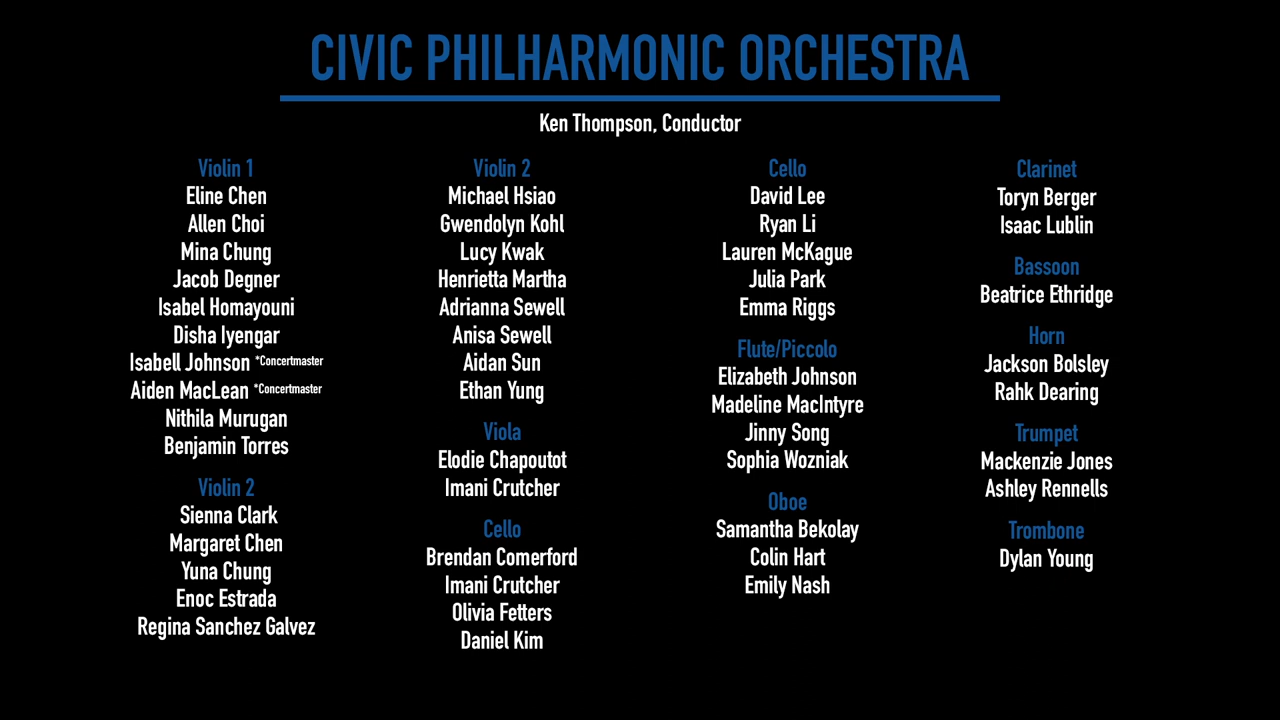 CIVIC PHILHARMONIC ORCHESTRA
Ken Thompson, Conductor
Violin 1
Eline Chen
Allen Choi
Mina Chung
Jacob Degner
Isabel Homayouni
Disha Iyengar
Isabell Johnson *Concertmaster
Aiden MacLean *Concertmaster
Nithila Murugan
Benjamin Torres
Violin 2
Sienna Clark
Margaret Chen
Yuna Chung
Enoc Estrada
Regina Sanchez Galvez
Violin 2
Michael Hsiao
Gwendolyn Kohl
Lucy Kwak
Henrietta Martha
Adrianna Sewell
Anisa Sewell
Aidan Sun
Ethan Yung
Viola
Elodie Chapoutot
Imani Crutcher
Cello
Brendan Comerford
Imani Crutcher
Olivia Fetters
Daniel Kim
Cello
David Lee
Ryan Li
Lauren McKague
Julia Park
Emma Riggs
Flute/Piccolo
Elizabeth Johnson
Madeline MacIntyre
Jinny Song
Sophia Wozniak
Oboe
Samantha Bekolay
Colin Hart
Emily Nash
Clarinet
Toryn Berger
Isaac Lublin
Bassoon
Beatrice Ethridge
Horn
Jackson Bolsley
Rahk Dearing
Trumpet
Mackenzie Jones
Ashley Rennells
Trombone
Dylan Young